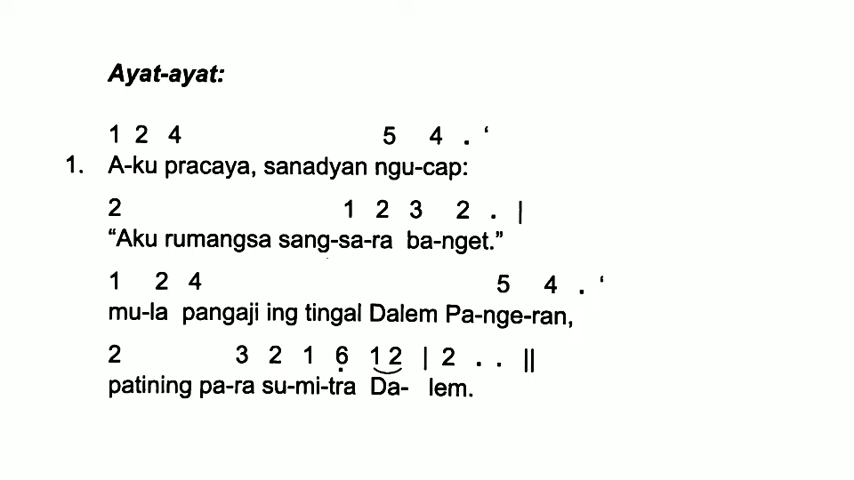 Ayat-ayat:
1 2 4 5 4 . ‘
1. A-ku pracaya, sanadyan ngu-cap:
2 1 2 3 2 . |
“Aku rumangsa sang-sa-ra ba-nget.”
1 2 4 5 4 . ‘
mu-la pangaji ing tingal Dalem Pa-nge-ran,
2 3 2 1 6̣ 1 2 | 2 . . ||
patining pa-ra su-mi-tra Da- lem.